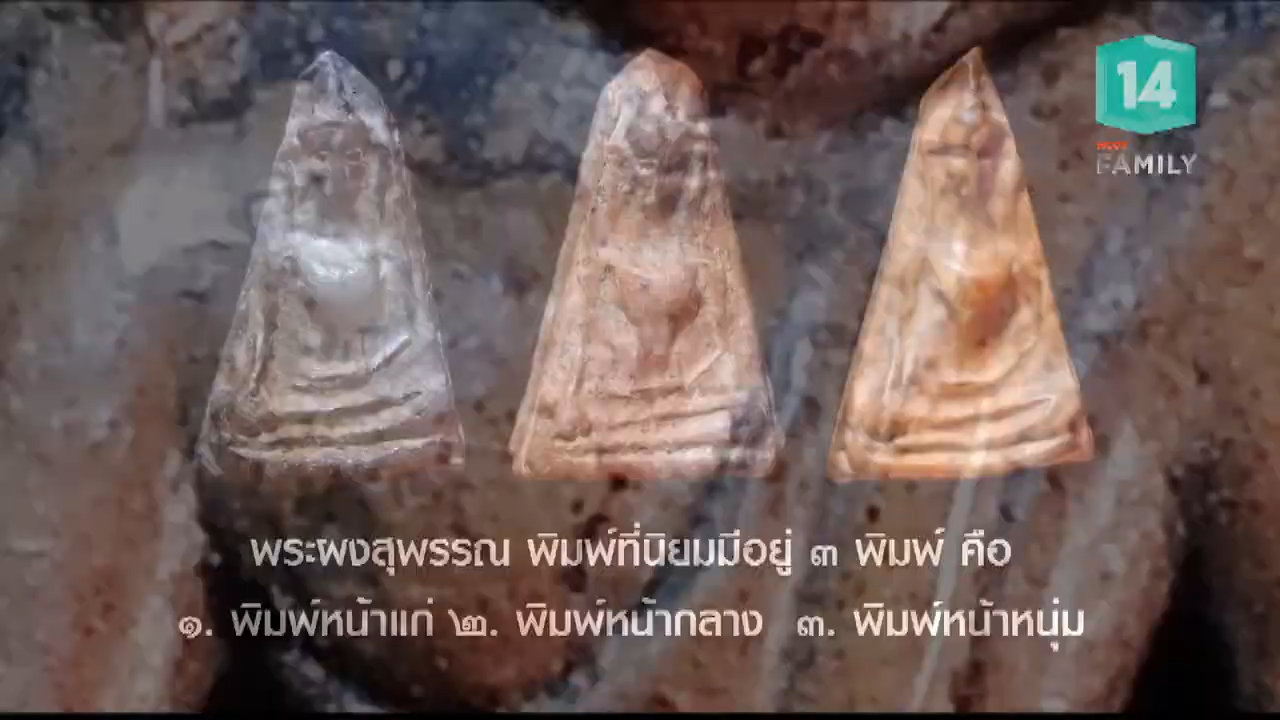 14
FAMILY
พระผงสุพรรณ พิมพ์ที่นิยมมีอยู่ ๓ พิมพ์ คือ
๑. พิมพ์หน้าแก่ ๒. พิมพ์หน้ากลาง ๓. พิมพ์หน้าหนุ่ม